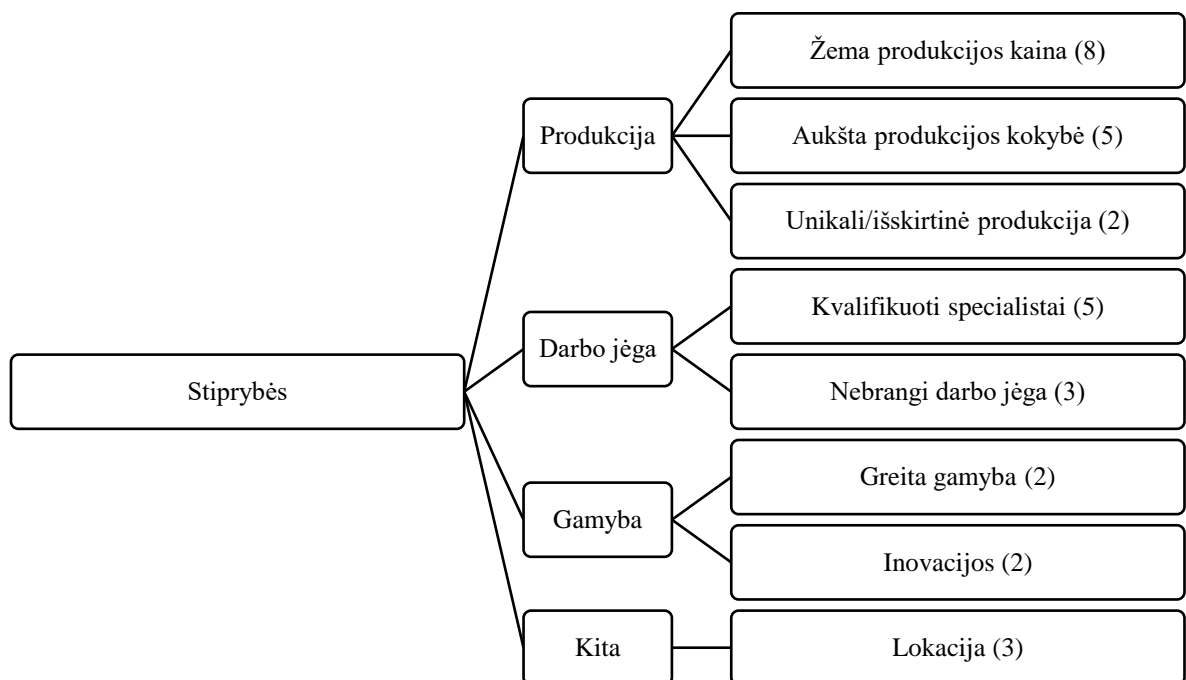 Stiprybės
Produkcija
Žema produkcijos kaina (8)
Aukšta produkcijos kokybė (5)
Unikali/išskirtinė produkcija (2)
Darbo jėga
Kvalifikuoti specialistai (5)
Nebrangi darbo jėga (3)
Gamyba
Greita gamyba (2)
Inovacijos (2)
Kita
Lokacija (3)